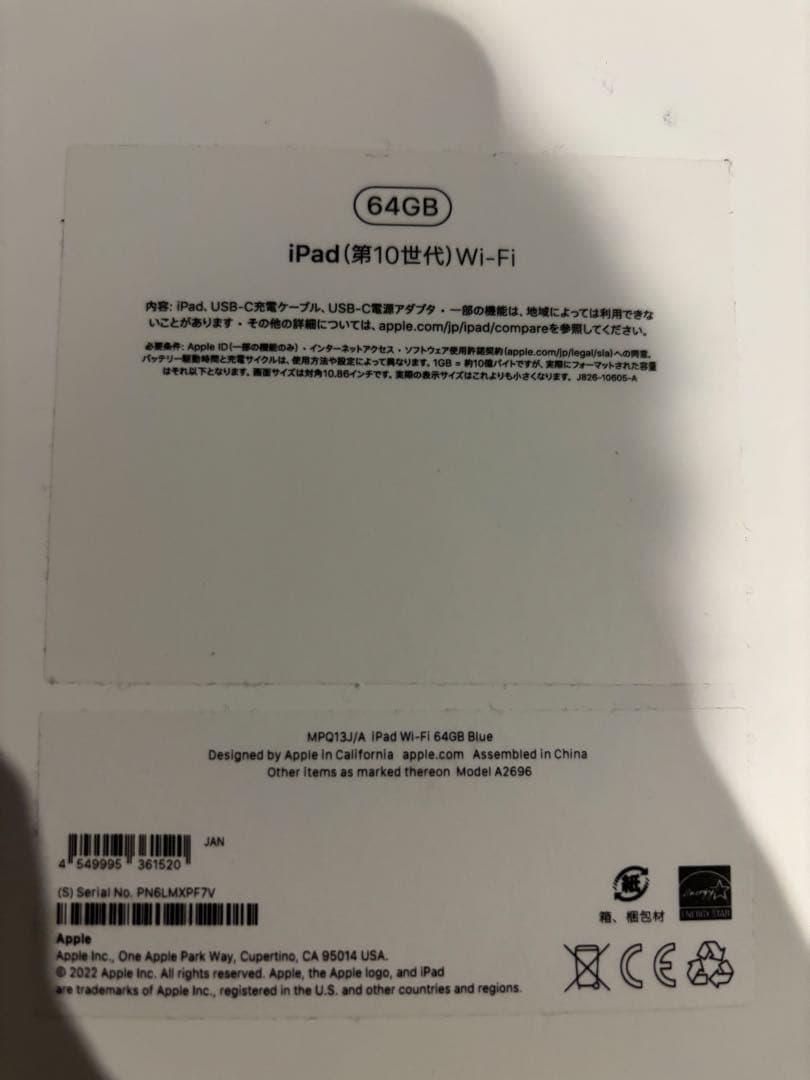 64GB
iPad(第10世代)Wi-Fi
内容: iPad、USB-C充電ケーブル、USB-C電源アダプタ・一部の機能は、地域によっては利用できな
いことがあります・その他の詳細については、apple.com/jp/ipad/compareを参照してください。
必要条件: Apple ID(一部の機能のみ)・インターネットアクセス・ソフトウェア使用許諾契約(apple.com/jp/legal/sla)への同意。
バッテリー駆動時間と充電サイクルは、使用方法や設定によって異なります。1GB = 約10億バイトですが、実際にフォーマットされた容量
はそれ以下となります。画面サイズは対角10.86インチです。実際の表示サイズはこれよりも小さくなります。 J826-10605-A
MPQ13J/A iPad Wi-Fi 64GB Blue
Designed by Apple in California apple.com Assembled in China
Other items as marked thereon Model A2696
JAN
4 549995 361520
(S) Serial No. PN6LMXPF7V
紙
箱、梱包材
energy
ENERGY STAR
Apple
Apple Inc., One Apple Park Way, Cupertino, CA 95014 USA.
© 2022 Apple Inc. All rights reserved. Apple, the Apple logo, and iPad
are trademarks of Apple Inc., registered in the U.S. and other countries and regions.
CE